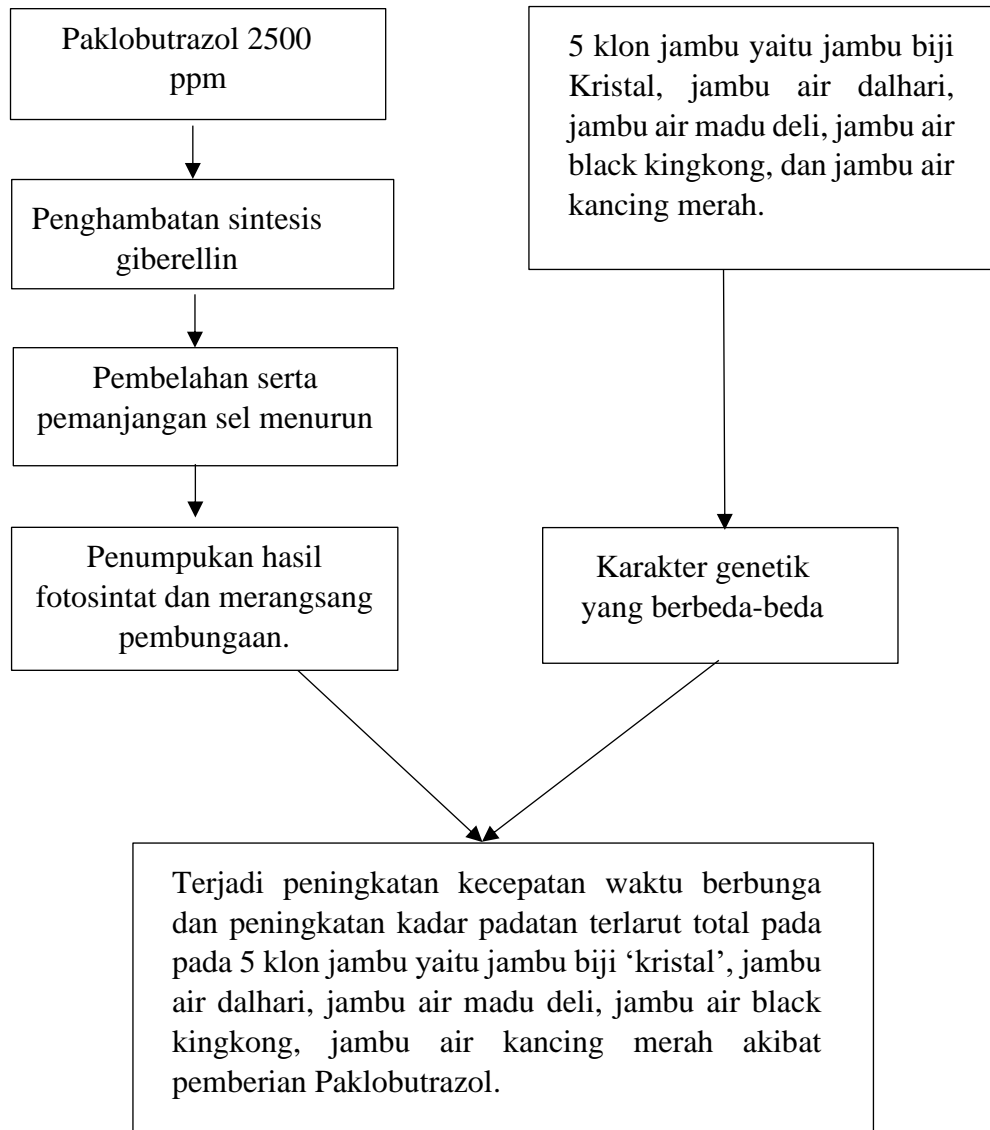 Paklobutrazol 2500
ppm
Penghambatan sintesis
giberellin
Pembelahan serta
pemanjangan sel menurun
Penumpukan hasil
fotosintat dan merangsang
pembungaan.
5 klon jambu yaitu jambu biji
Kristal, jambu air dalhari,
jambu air madu deli, jambu air
black kingkong, dan jambu air
kancing merah.
Karakter genetik
yang berbeda-beda
Terjadi peningkatan kecepatan waktu berbunga
dan peningkatan kadar padatan terlarut total pada
pada 5 klon jambu yaitu jambu biji ‘kristal’, jambu
air dalhari, jambu air madu deli, jambu air black
kingkong, jambu air kancing merah akibat
pemberian Paklobutrazol.